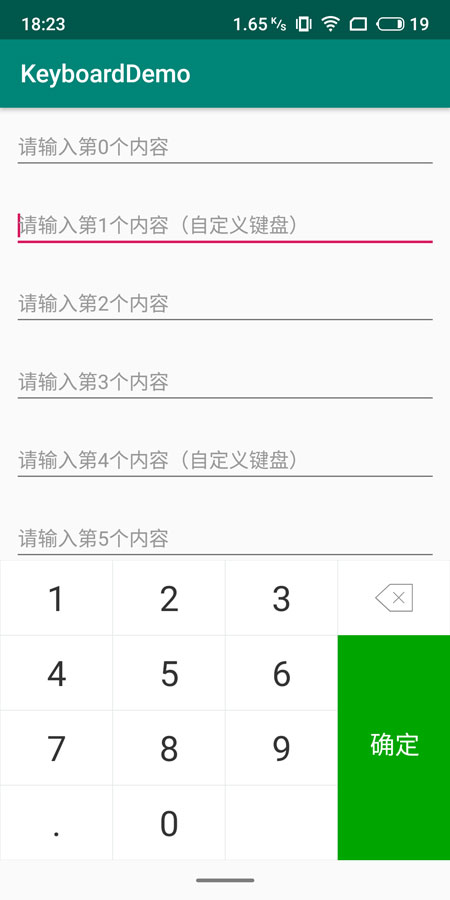 18:23 1.65 K/s 19
KeyboardDemo
请输入第0个内容
请输入第1个内容（自定义键盘）
请输入第2个内容
请输入第3个内容
请输入第4个内容（自定义键盘）
请输入第5个内容
1 2 3
4 5 6
确定
7 8 9
. 0